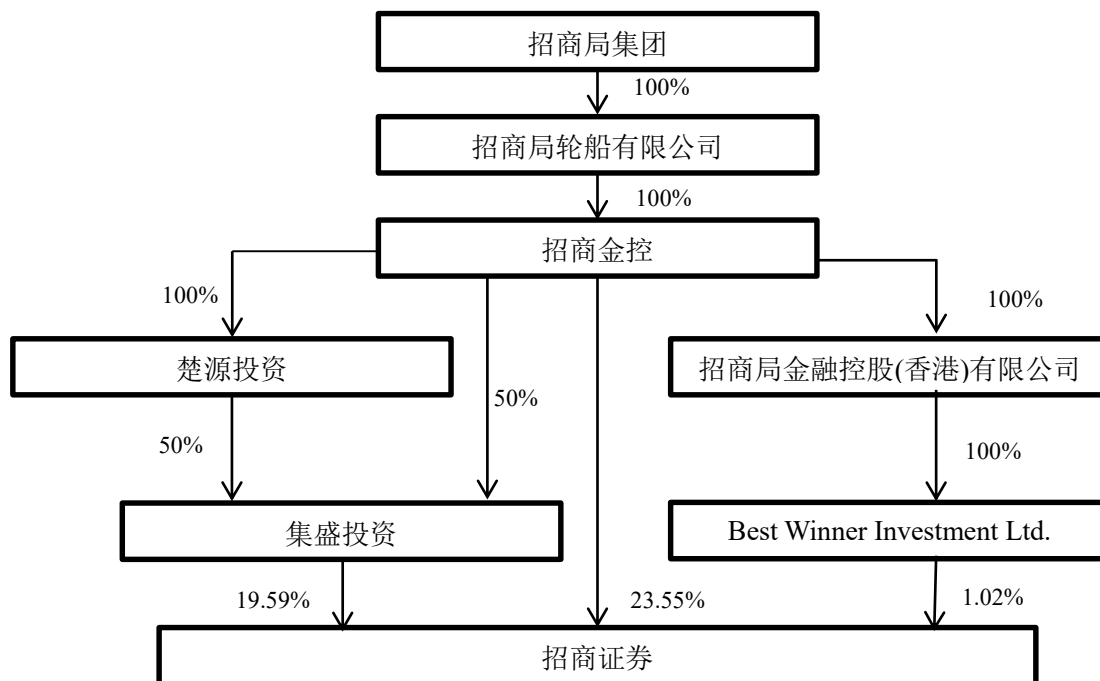 招商局集团
100%
招商局轮船有限公司
100%
招商金控
100%
100%
楚源投资
招商局金融控股(香港)有限公司
50%
50%
100%
集盛投资
Best Winner Investment Ltd.
19.59%
23.55%
1.02%
招商证券